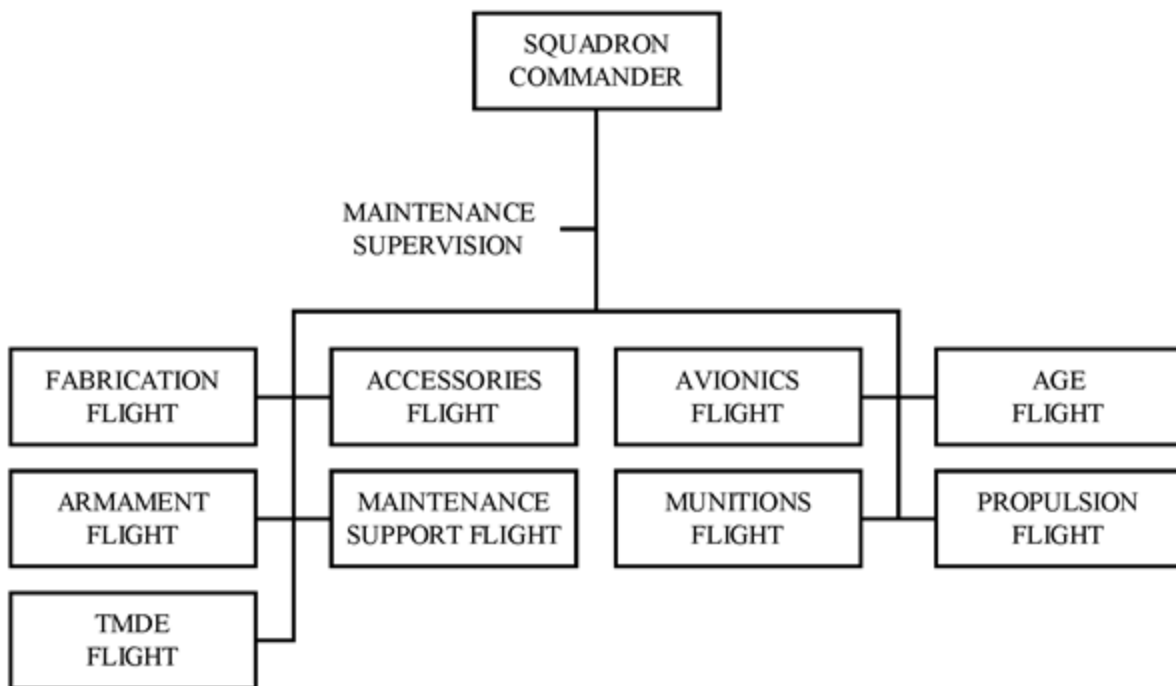 SQUADRON
COMMANDER
MAINTENANCE
SUPERVISION
FABRICATION
FLIGHT
ACCESSORIES
FLIGHT
AVIONICS
FLIGHT
AGE
FLIGHT
ARMAMENT
FLIGHT
MAINTENANCE
SUPPORT FLIGHT
MUNITIONS
FLIGHT
PROPULSION
FLIGHT
TMDE
FLIGHT